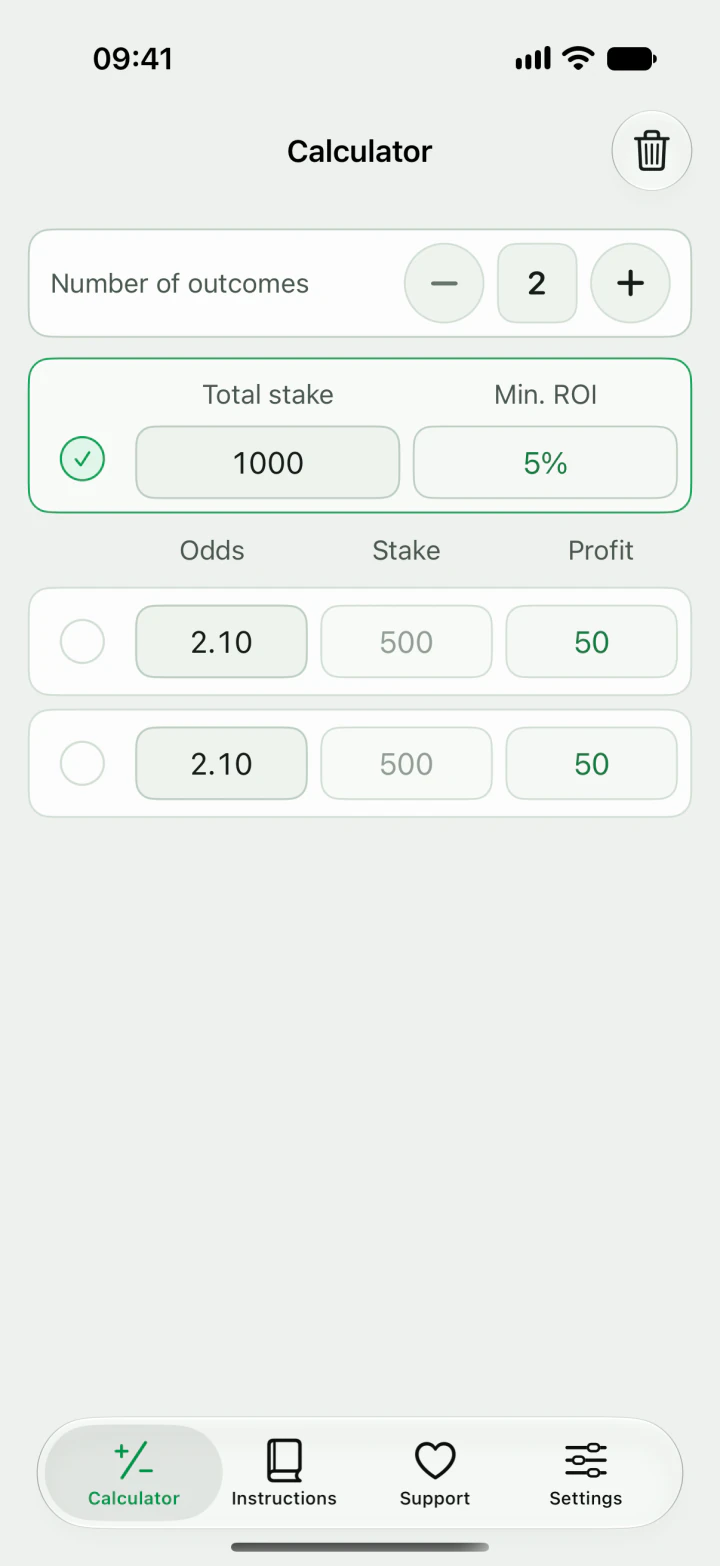 09:41
Calculator
Number of outcomes 2
Total stake Min. ROI
1000 5%
Odds Stake Profit
2.10 500 50
2.10 500 50
Calculator Instructions Support Settings